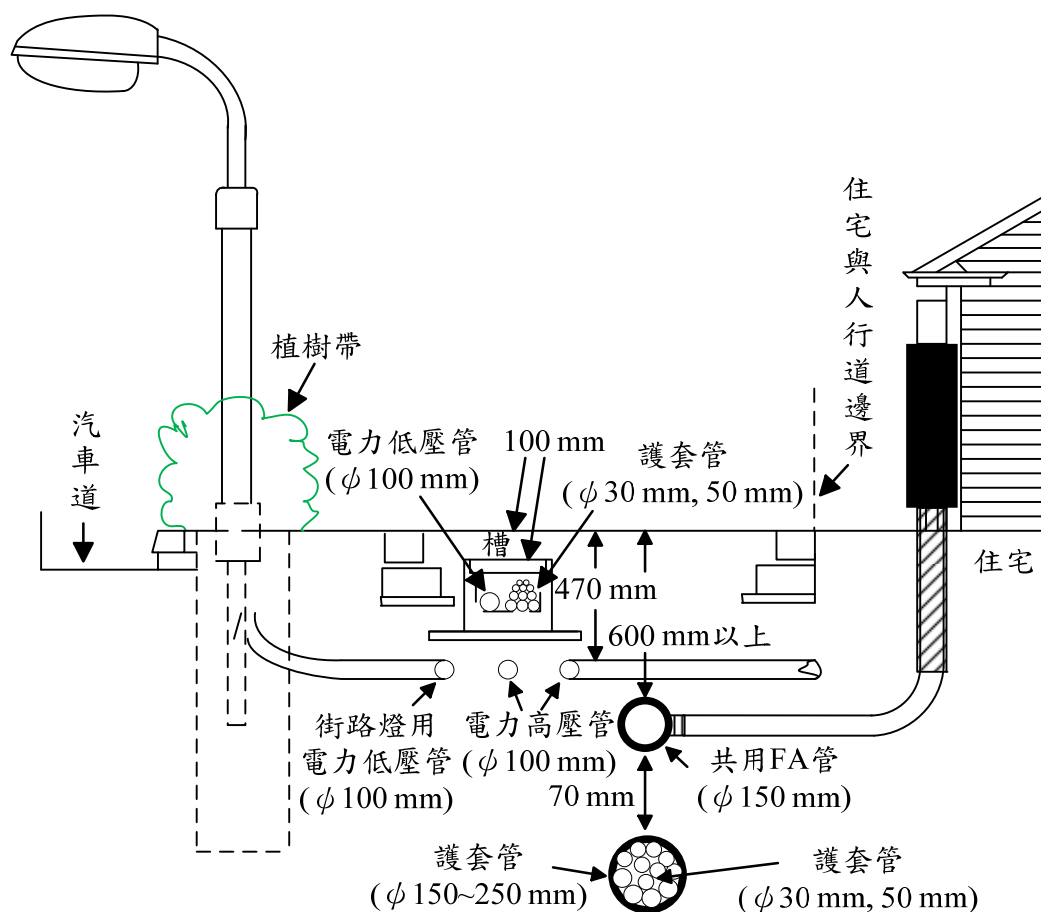 住宅與人行道邊界
植樹帶
汽車道
電力低壓管
(φ100 mm)
100 mm
護套管
(φ30 mm, 50 mm)
槽
470 mm
住宅
600 mm以上
街路燈用
電力低壓管
(φ100 mm)
電力高壓管
(φ100 mm)
70 mm
共用FA管
(φ150 mm)
護套管
(φ150~250 mm)
護套管
(φ30 mm, 50 mm)